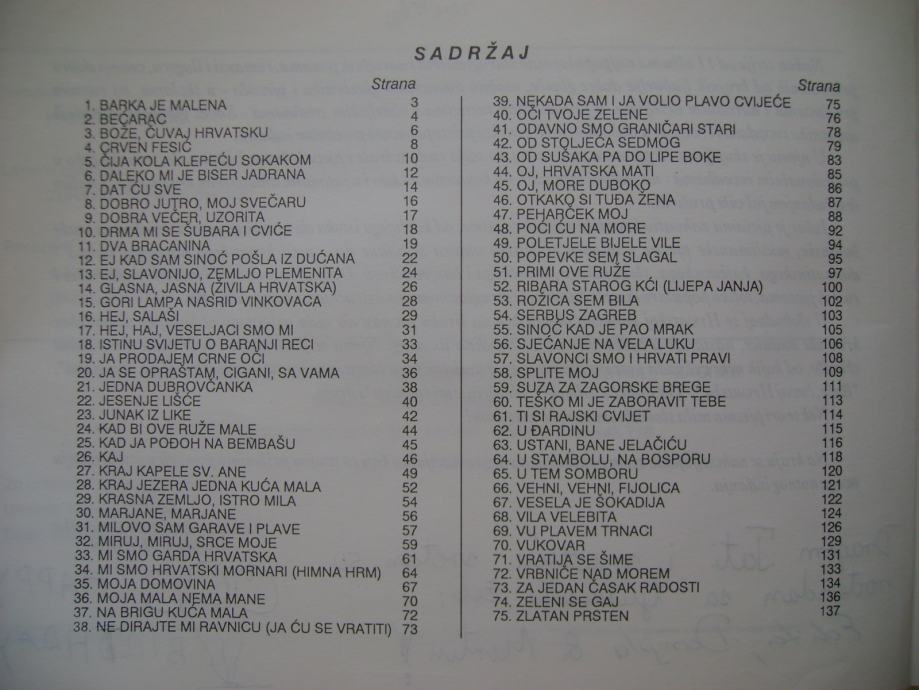 SADRŽAJ
Strana
1. BARKA JE MALENA 3
2. BEĆARAC 4
3. BOŽE, ČUVAJ HRVATSKU 6
4. CRVEN FESIĆ 8
5. ČIJA KOLA KLEPEĆU SOKAKOM 10
6. DALEKO MI JE BISER JADRANA 12
7. DAT ĆU SVE 14
8. DOBRO JUTRO, MOJ SVEČARU 16
9. DOBRA VEČER, UZORITA 17
10. DRMA MI SE ŠUBARA I CVIĆE 18
11. DVA BRACANINA 19
12. EJ KAD SAM SINOĆ POŠLA IZ DUĆANA 22
13. EJ, SLAVONIJO, ZEMLJO PLEMENITA 24
14. GLASNA, JASNA (ŽIVILA HRVATSKA) 26
15. GORI LAMPA NASRID VINKOVACA 28
16. HEJ, SALAŠI 29
17. HEJ, HAJ, VESELJACI SMO MI 31
18. ISTINU SVIJETU O BARANJI RECI 33
19. JA PRODAJEM CRNE OČI 34
20. JA SE OPRAŠTAM, CIGANI, SA VAMA 36
21. JEDNA DUBROVČANKA 38
22. JESENJE LIŠĆE 40
23. JUNAK IZ LIKE 42
24. KAD BI OVE RUŽE MALE 44
25. KAD JA POĐOH NA BEMBAŠU 45
26. KAJ 46
27. KRAJ KAPELE SV. ANE 49
28. KRAJ JEZERA JEDNA KUĆA MALA 52
29. KRASNA ZEMLJO, ISTRO MILA 54
30. MARJANE, MARJANE 56
31. MILOVO SAM GARAVE I PLAVE 57
32. MIRUJ, MIRUJ, SRCE MOJE 59
33. MI SMO GARDA HRVATSKA 61
34. MI SMO HRVATSKI MORNARI (HIMNA HRM) 64
35. MOJA DOMOVINA 67
36. MOJA MALA NEMA MANE 70
37. NA BRIGU KUĆA MALA 72
38. NE DIRAJTE MI RAVNICU (JA ĆU SE VRATITI) 73
Strana
39. NEKADA SAM I JA VOLIO PLAVO CVIJEĆE 75
40. OČI TVOJE ZELENE 76
41. ODAVNO SMO GRANIČARI STARI 78
42. OD STOLJEĆA SEDMOG 79
43. OD SUŠAKA PA DO LIPE BOKE 83
44. OJ, HRVATSKA MATI 85
45. OJ, MORE DUBOKO 86
46. OTKAKO SI TUĐA ŽENA 87
47. PEHARČEK MOJ 88
48. POĆI ĆU NA MORE 92
49. POLETJELE BIJELE VILE 94
50. POPEVKE SEM SLAGAL 95
51. PRIMI OVE RUŽE 97
52. RIBARA STAROG KĆI (LIJEPA JANJA) 100
53. ROŽICA SEM BILA 102
54. SERBUS ZAGREB 103
55. SINOĆ KAD JE PAO MRAK 105
56. SJEĆANJE NA VELA LUKU 106
57. SLAVONCI SMO I HRVATI PRAVI 108
58. SPLITE MOJ 109
59. SUZA ZA ZAGORSKE BREGE 111
60. TEŠKO MI JE ZABORAVIT TEBE 113
61. TI SI RAJSKI CVIJET 114
62. U ĐARDINU 115
63. USTANI, BANE JELAČIĆU 116
64. U STAMBOLU, NA BOSPORU 118
65. U TEM SOMBORU 120
66. VEHNI, VEHNI, FIJOLICA 121
67. VESELA JE ŠOKADIJA 122
68. VILA VELEBITA 124
69. VU PLAVEM TRNACI 126
70. VUKOVAR 129
71. VRATIJA SE ŠIME 131
72. VRBNIČE NAD MOREM 133
73. ZA JEDAN ČASAK RADOSTI 134
74. ZELENI SE GAJ 136
75. ZLATAN PRSTEN 137